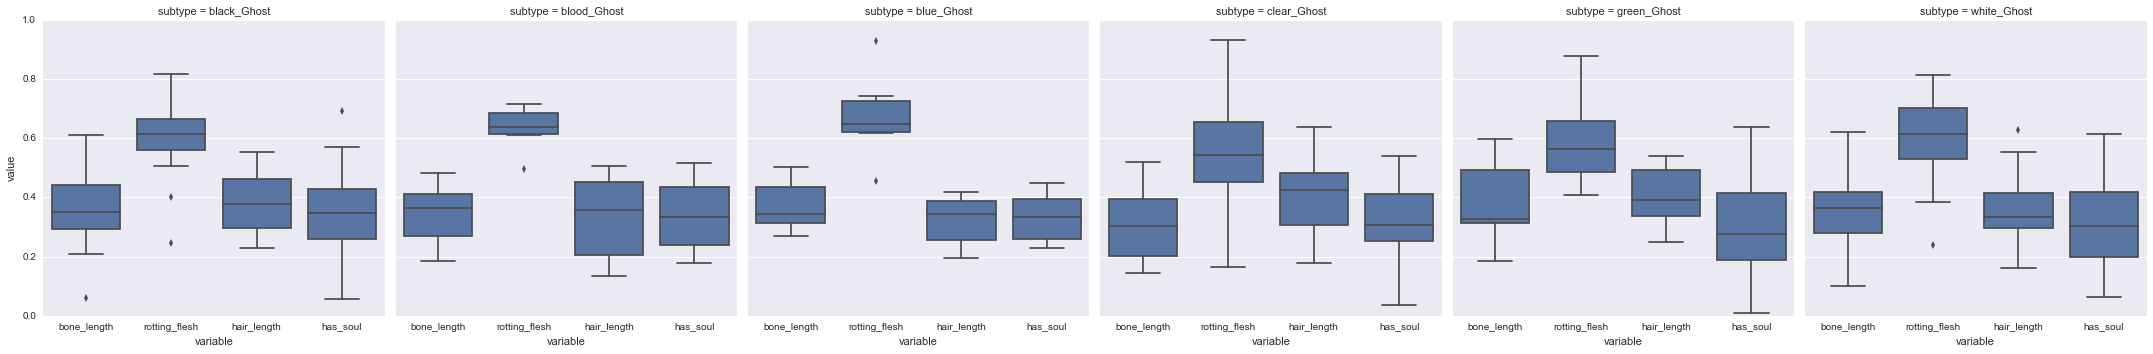 subtype = black_Ghost
subtype = blood_Ghost
subtype = blue_Ghost
subtype = clear_Ghost
subtype = green_Ghost
subtype = white_Ghost
value
1.0
0.8
0.6
0.4
0.2
0.0
bone_length rotting_flesh hair_length has_soul
bone_length rotting_flesh hair_length has_soul
bone_length rotting_flesh hair_length has_soul
bone_length rotting_flesh hair_length has_soul
bone_length rotting_flesh hair_length has_soul
bone_length rotting_flesh hair_length has_soul
variable
variable
variable
variable
variable
variable